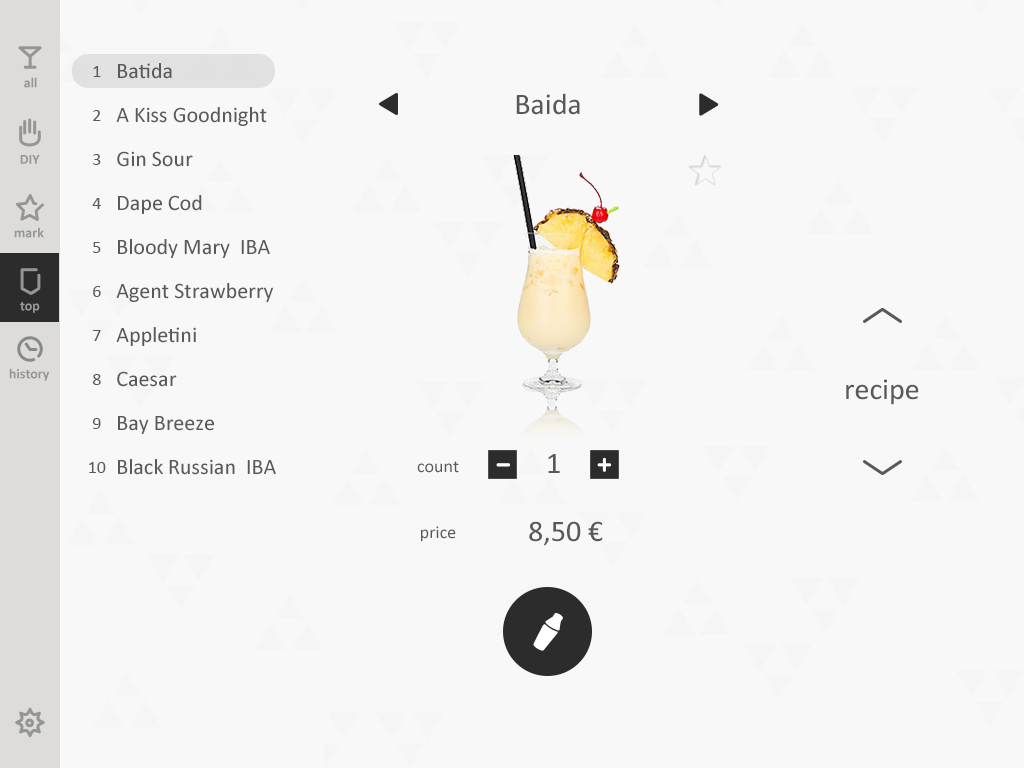 all
DIY
mark
top
history
1 Batida
2 A Kiss Goodnight
3 Gin Sour
4 Dape Cod
5 Bloody Mary IBA
6 Agent Strawberry
7 Appletini
8 Caesar
9 Bay Breeze
10 Black Russian IBA
Baida
count 1
price 8,50 €
recipe